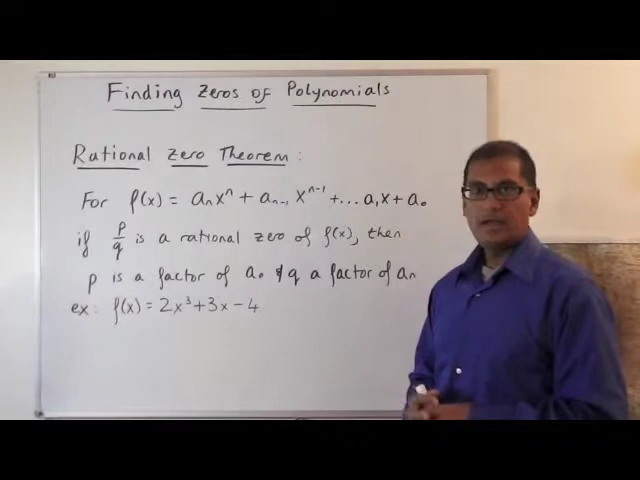 Finding Zeros of Polynomials
Rational Zero Theorem :
For f(x) = aₙxⁿ + aₙ₋₁ xⁿ⁻¹ + ... a₁x + a₀
if p/q is a rational zero of f(x), then
p is a factor of a₀ & q a factor of aₙ
ex: f(x) = 2x³ + 3x - 4